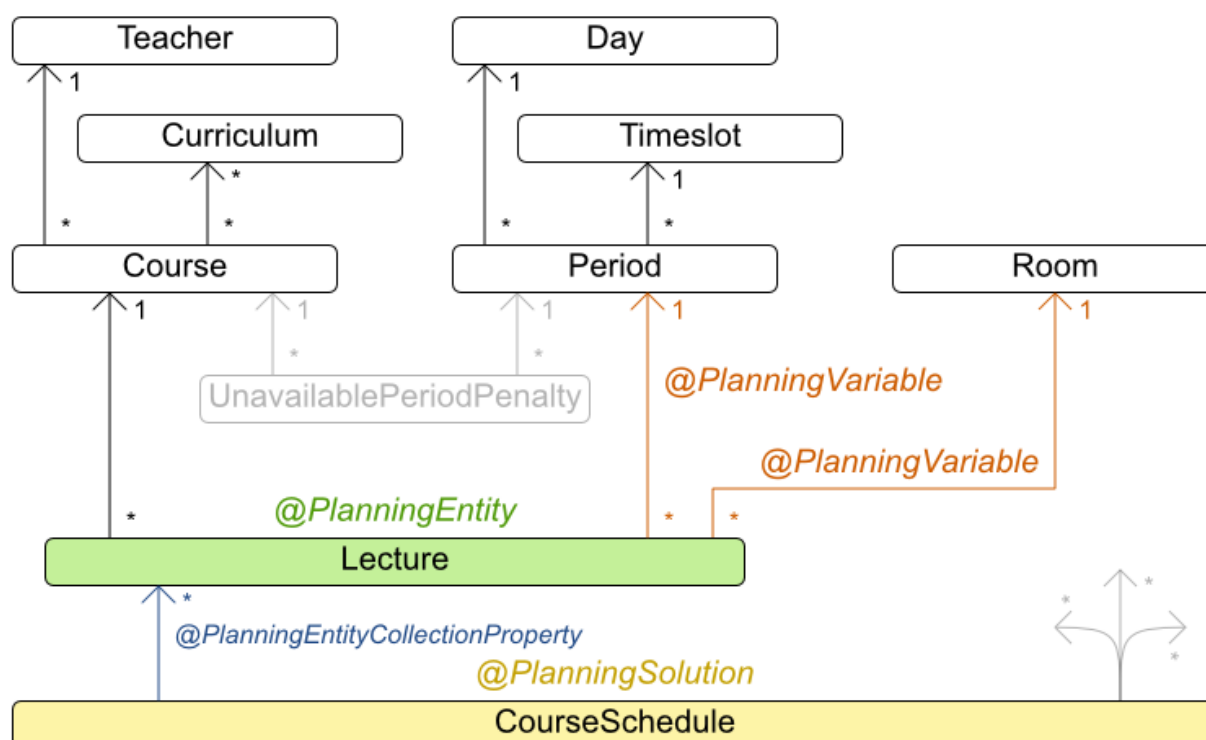 Teacher
Day
1
1
Curriculum
Timeslot
*
1
*
*
*
*
Course
Period
Room
1
1
1
1
1
*
*
@PlanningVariable
UnavailablePeriodPenalty
@PlanningVariable
@PlanningEntity
*
*
*
Lecture
*
*
*
@PlanningEntityCollectionProperty
*
@PlanningSolution
CourseSchedule